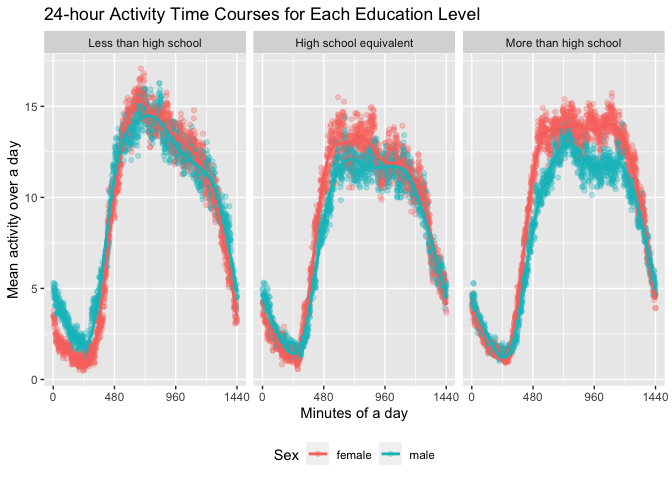 24-hour Activity Time Courses for Each Education Level
Less than high school
High school equivalent
More than high school
Mean activity over a day
15
10
5
0
0 480 960 1440
0 480 960 1440
0 480 960 1440
Minutes of a day
Sex female male